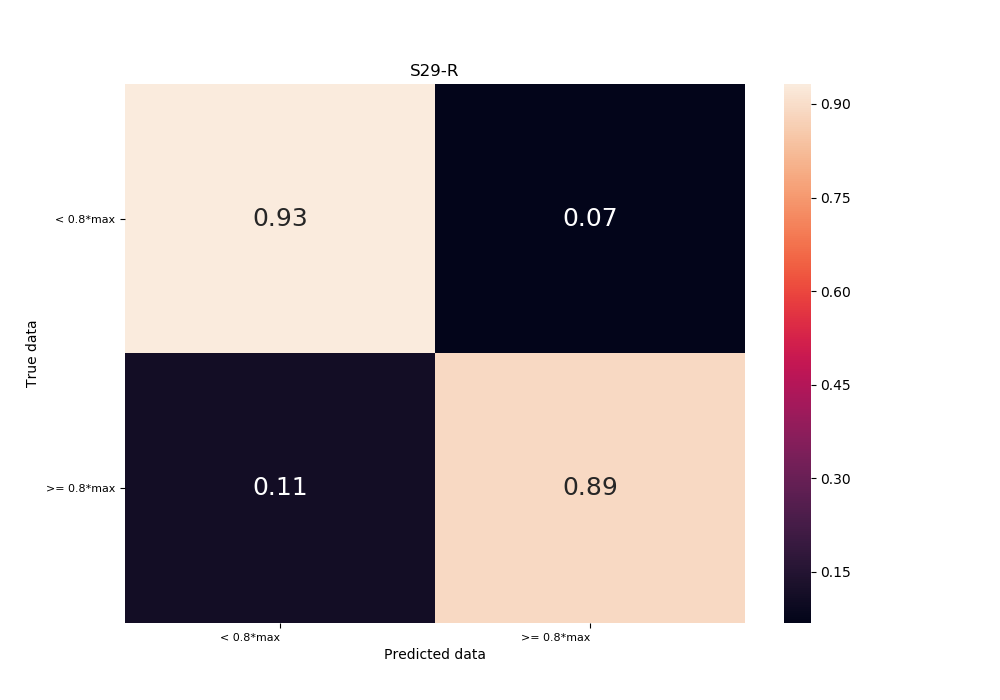 S29-R
True data
< 0.8*max
0.93
0.07
>= 0.8*max
0.11
0.89
< 0.8*max
>= 0.8*max
Predicted data
0.90
0.75
0.60
0.45
0.30
0.15